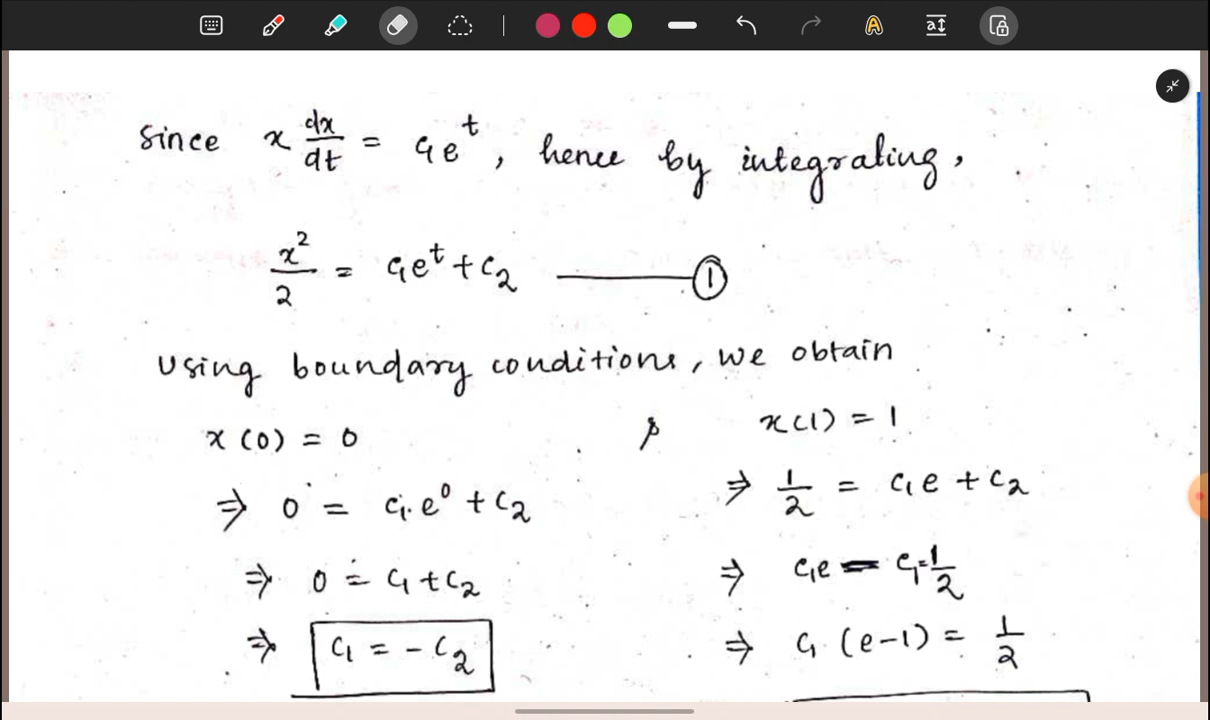 Since x dx/dt = c₁e^t, hence by integrating,
x²/2 = c₁e^t + c₂ ——— ①
Using boundary conditions, we obtain
x(0) = 0
⇒ 0 = c₁.e⁰ + c₂
⇒ 0 = c₁ + c₂
⇒ c₁ = - c₂
x(1) = 1
⇒ 1/2 = c₁e + c₂
⇒ c₁e - c₁ = 1/2
⇒ c₁.(e-1) = 1/2